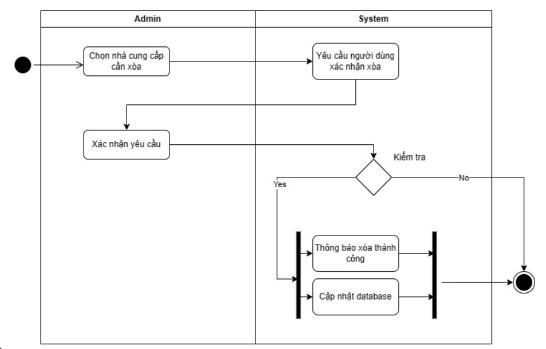 Admin
System
Chọn nhà cung cấp
cần xóa
Yêu cầu người dùng
xác nhận xóa
Xác nhận yêu cầu
Kiểm tra
Yes
No
Thông báo xóa thành
công
Cập nhật database